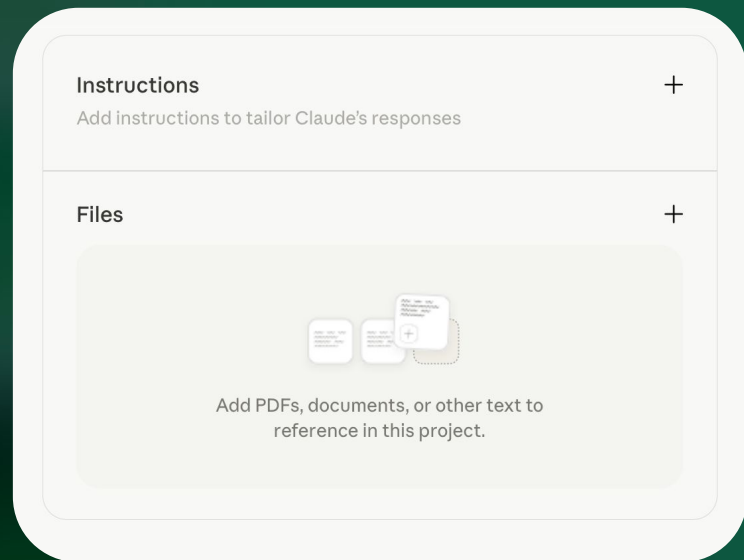 Instructions
Add instructions to tailor Claude's responses
Files
Add PDFs, documents, or other text to
reference in this project.